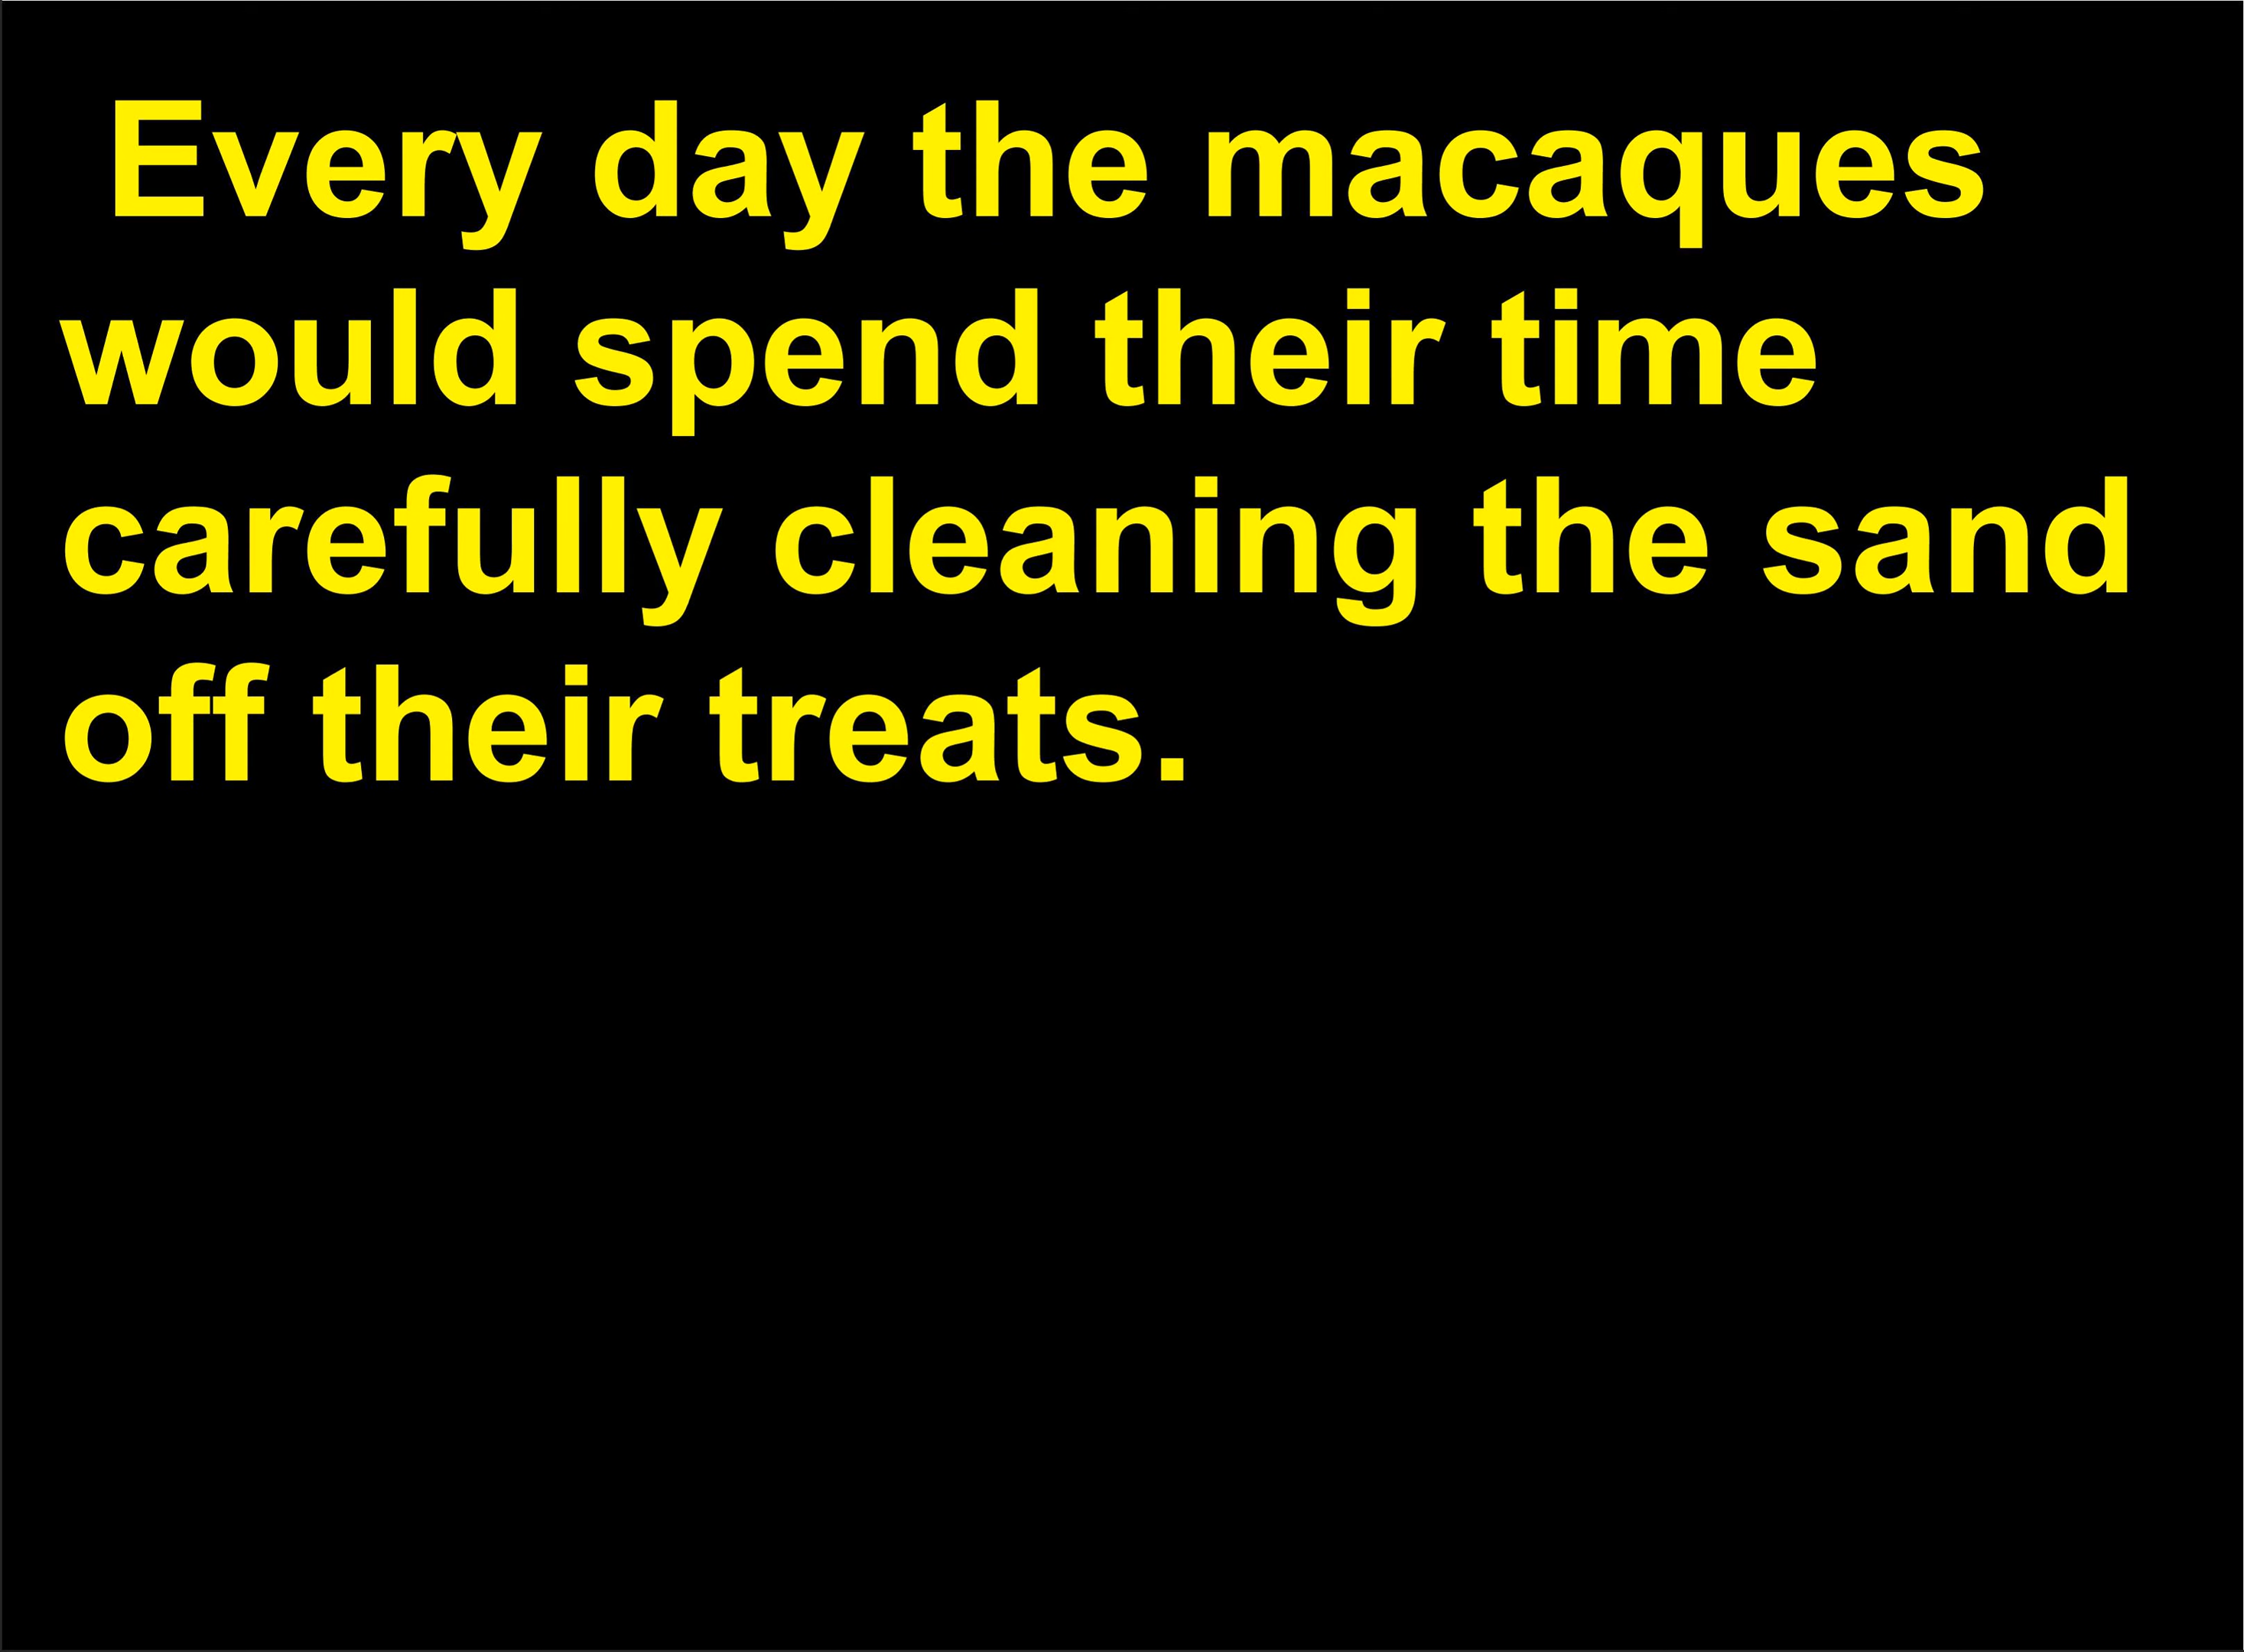 Every day the macaques
would spend their time
carefully cleaning the sand
off their treats.